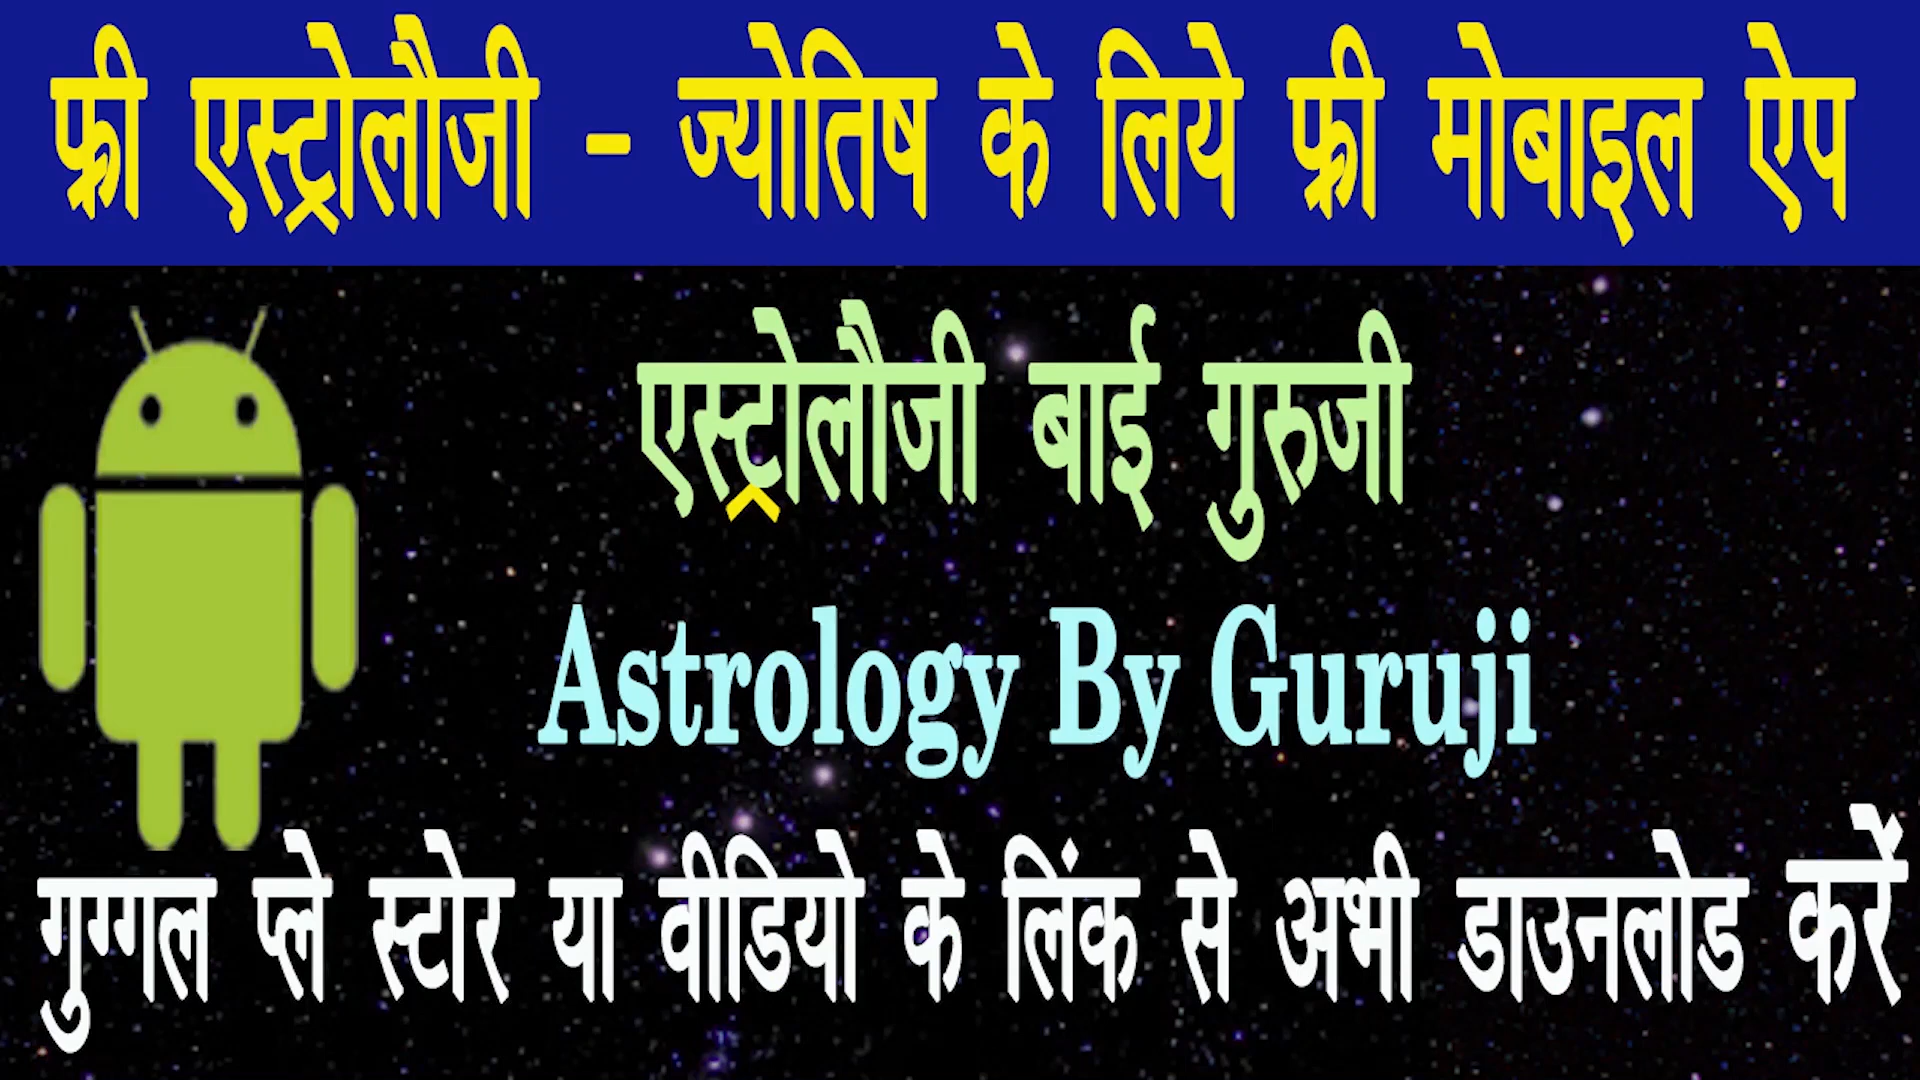 फ्री एस्ट्रोलौजी - ज्योतिष के लिये फ्री मोबाइल ऐप
एस्ट्रोलौजी बाई गुरुजी
Astrology By Guruji
गुग्गल प्ले स्टोर या वीडियो के लिंक से अभी डाउनलोड करें